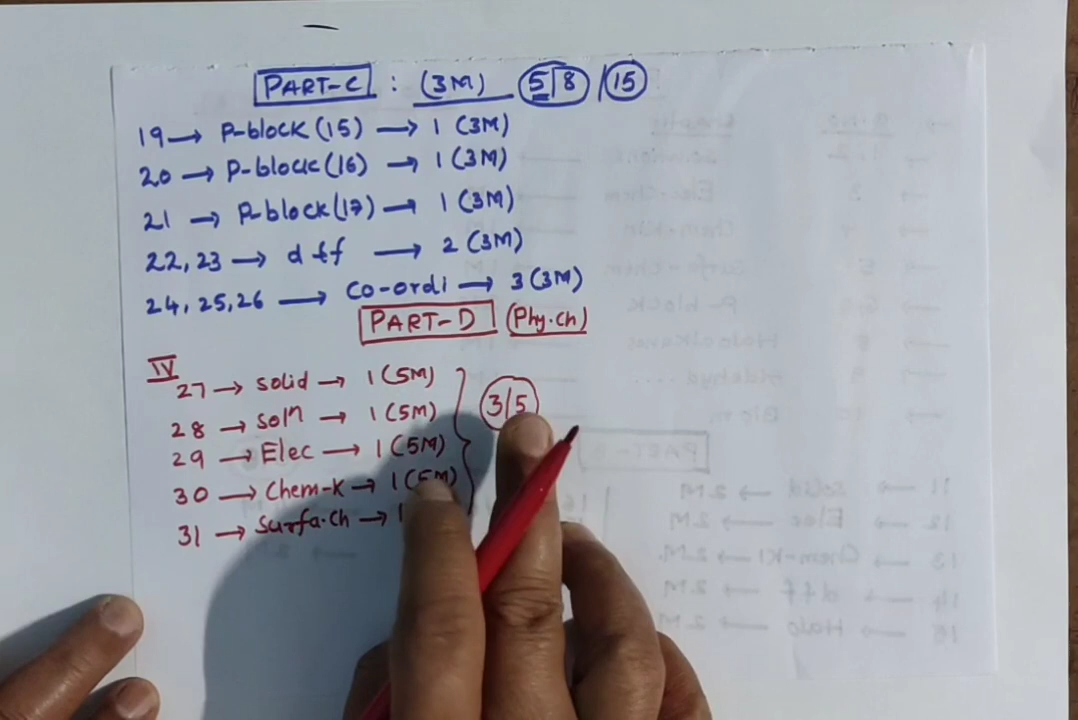 PART-C : (3M) 5/8 / 15
19 → P-block (15) → 1 (3M)
20 → P-block (16) → 1 (3M)
21 → P-block (17) → 1 (3M)
22, 23 → d & f → 2 (3M)
24, 25, 26 → Co-ordi → 3 (3M)
PART-D (Phy.Ch)
IV
27 → Solid → 1 (5M)
28 → Soln → 1 (5M)
29 → Elec → 1 (5M)
3/5
30 → Chem-K → 1 (5M)
31 → Surfa.Ch → 1